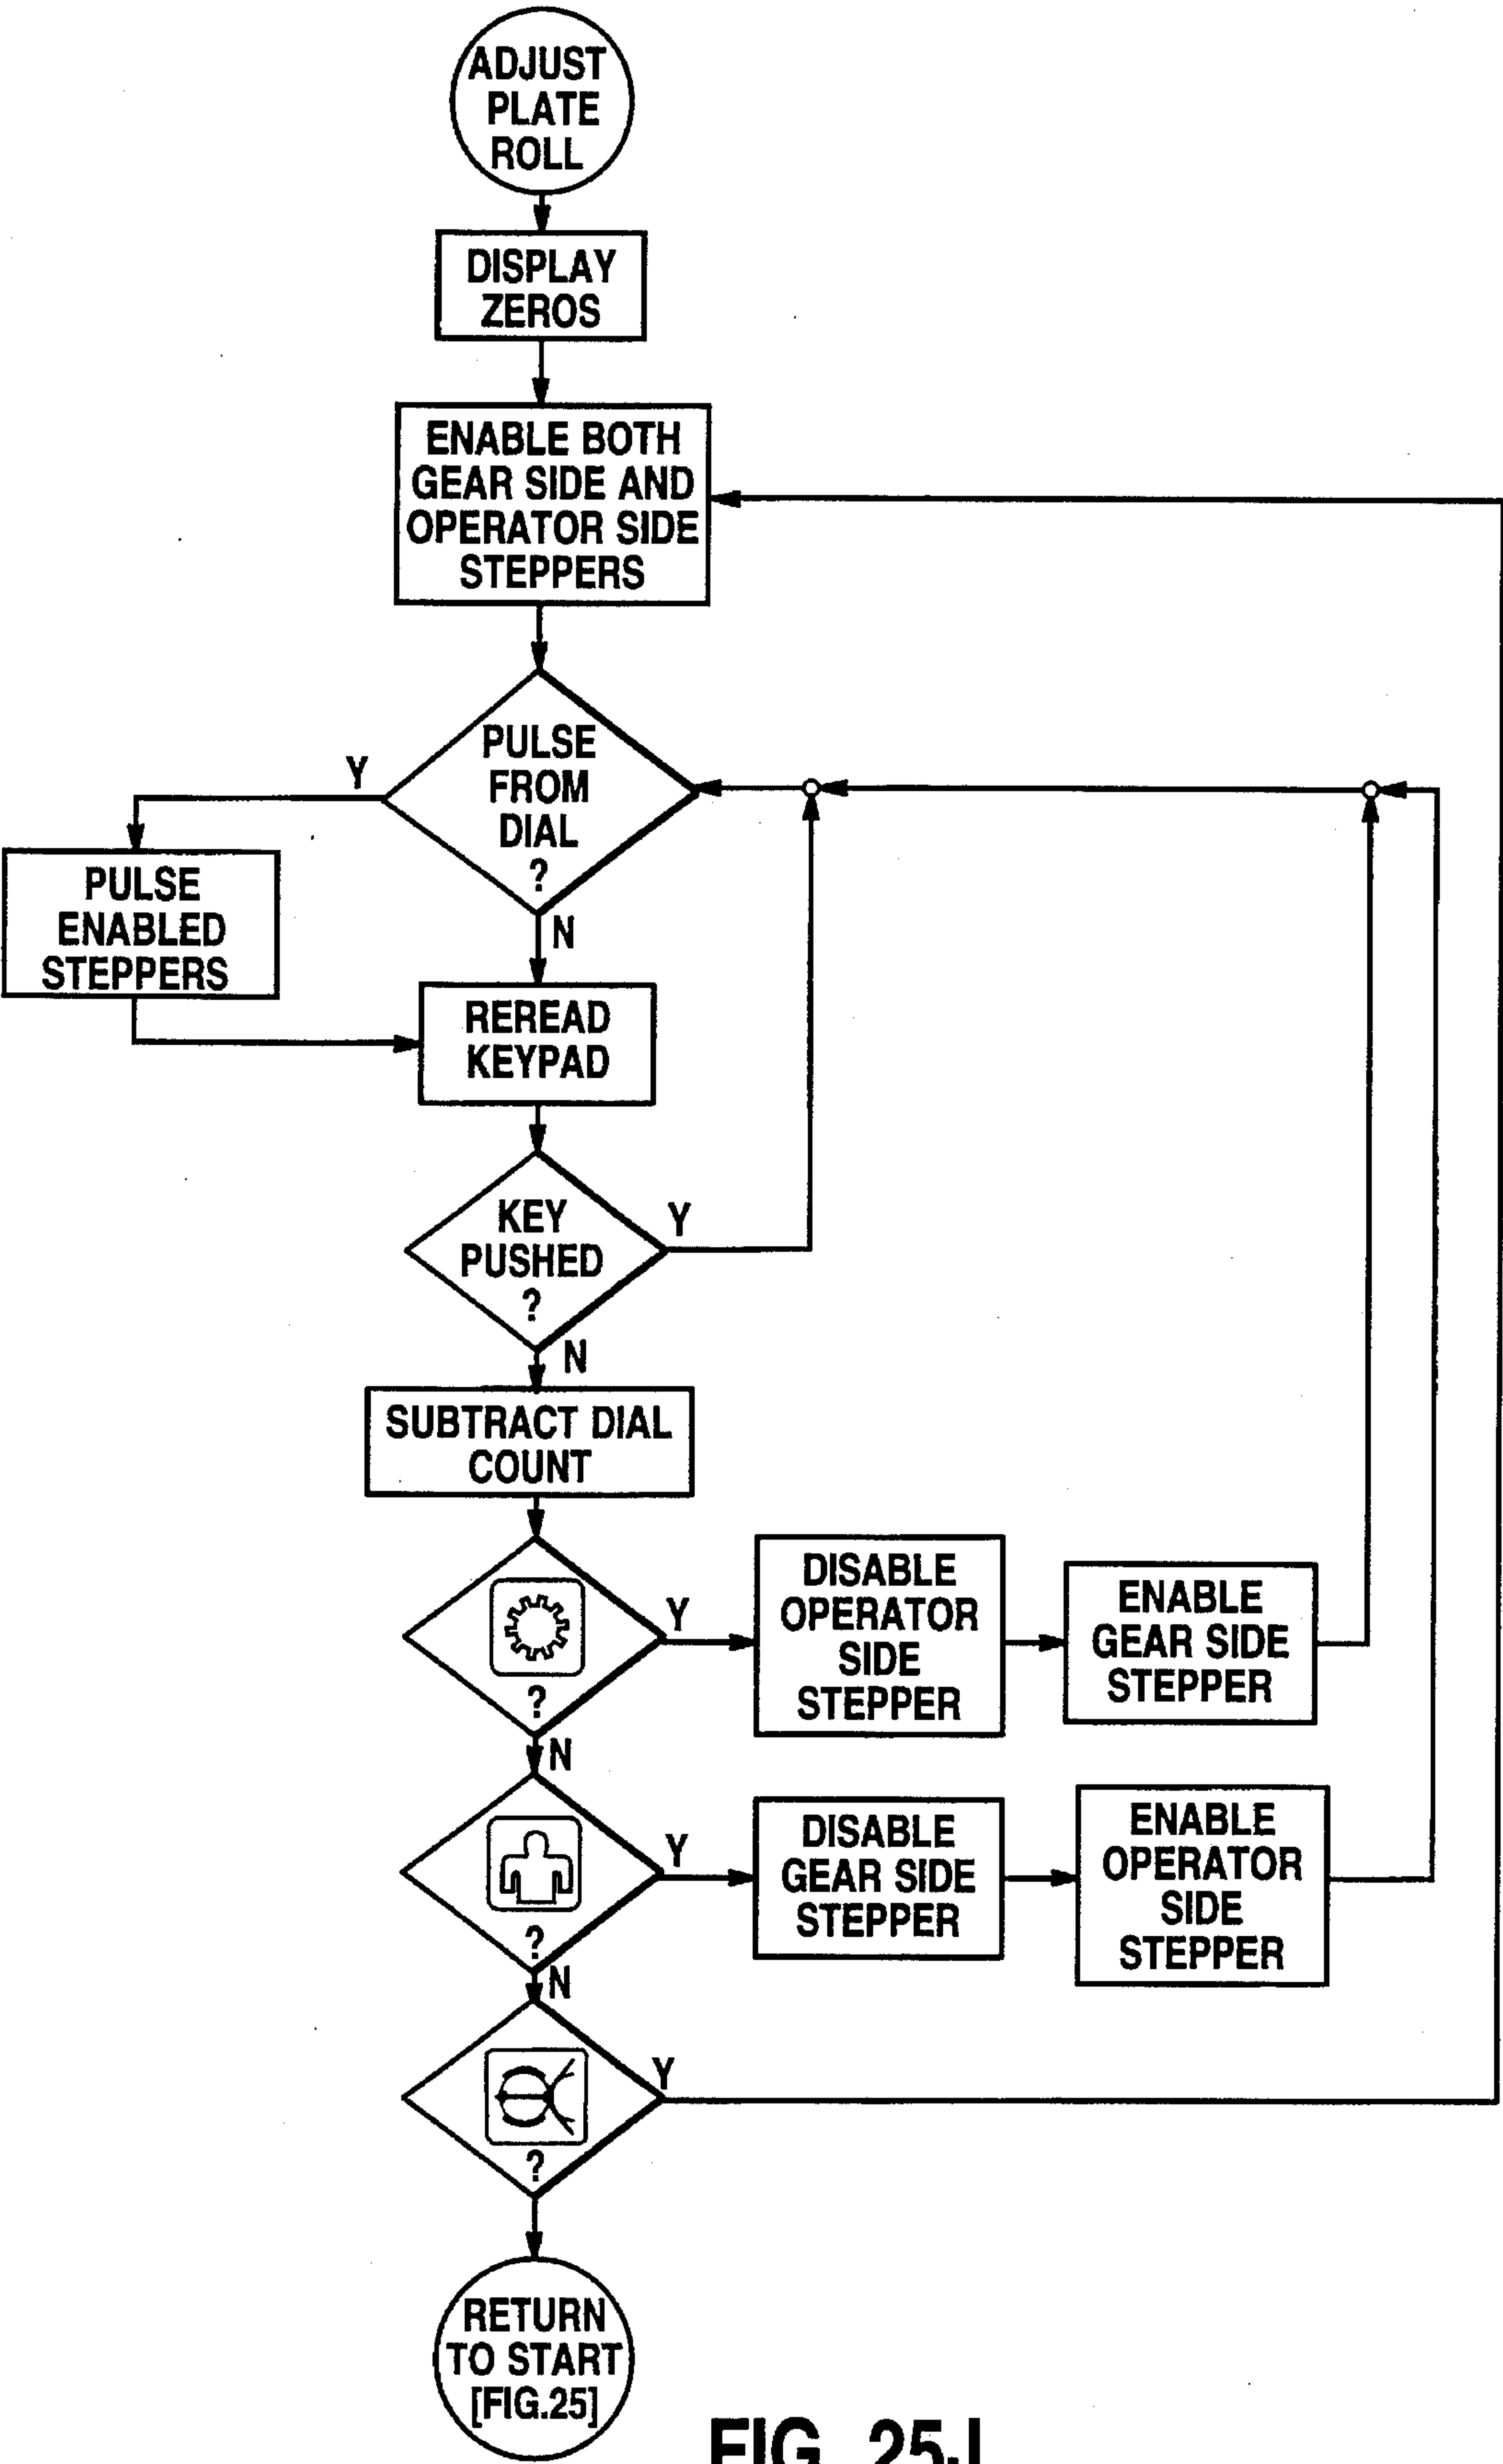 ADJUST
PLATE
ROLL
DISPLAY
ZEROS
ENABLE BOTH
GEAR SIDE AND
OPERATOR SIDE
STEPPERS
PULSE
FROM
DIAL
?
Y
N
PULSE
ENABLED
STEPPERS
REREAD
KEYPAD
KEY
PUSHED
?
Y
N
SUBTRACT DIAL
COUNT
?
Y
N
DISABLE
OPERATOR
SIDE
STEPPER
ENABLE
GEAR SIDE
STEPPER
?
Y
N
DISABLE
GEAR SIDE
STEPPER
ENABLE
OPERATOR
SIDE
STEPPER
?
Y
RETURN
TO START
[FIG.25]